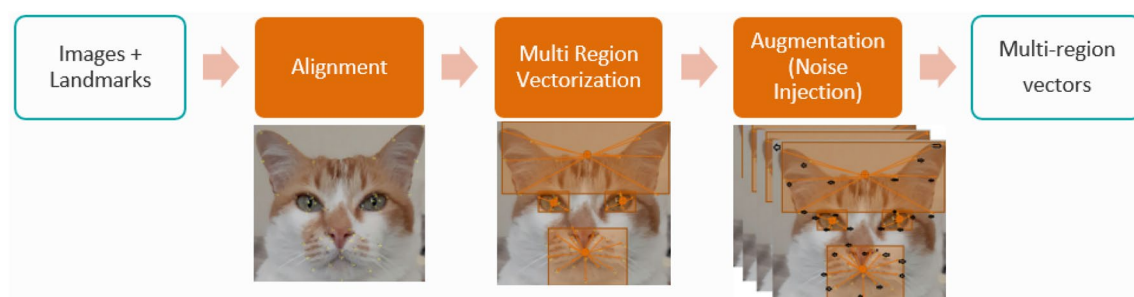 Images +
Landmarks
Alignment
Multi Region
Vectorization
Augmentation
(Noise
Injection)
Multi-region
vectors